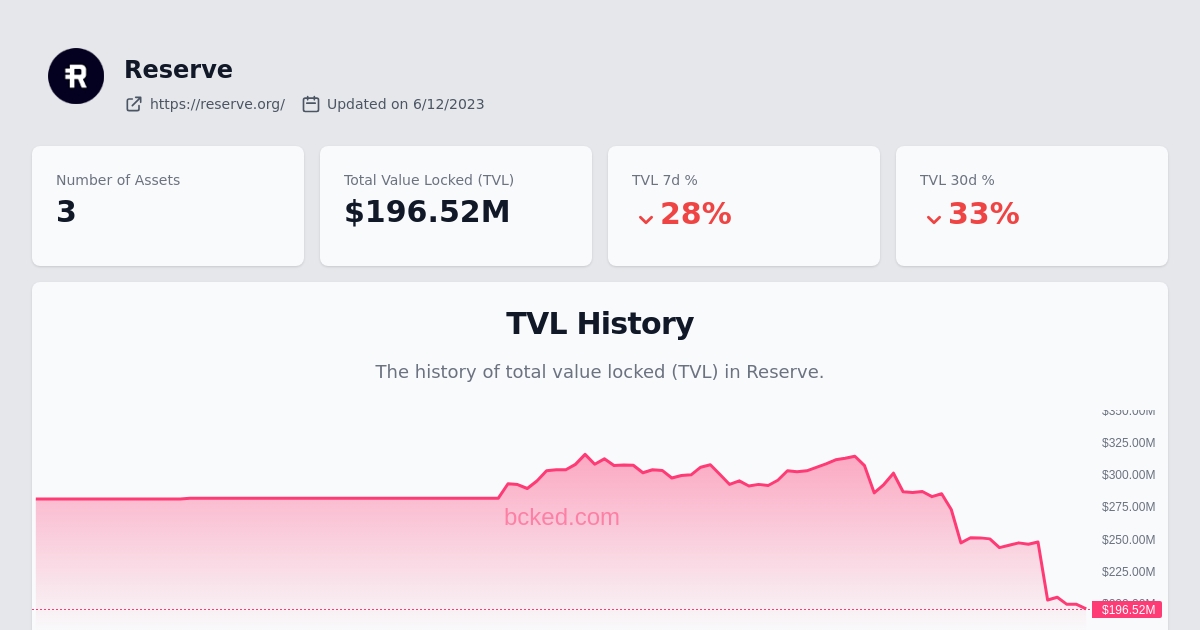 Reserve
https://reserve.org/ Updated on 6/12/2023
Number of Assets
3
Total Value Locked (TVL)
$196.52M
TVL 7d %
28%
TVL 30d %
33%
TVL History
The history of total value locked (TVL) in Reserve.
$350.00M
$325.00M
$300.00M
$275.00M
bcked.com
$250.00M
$225.00M
$196.52M